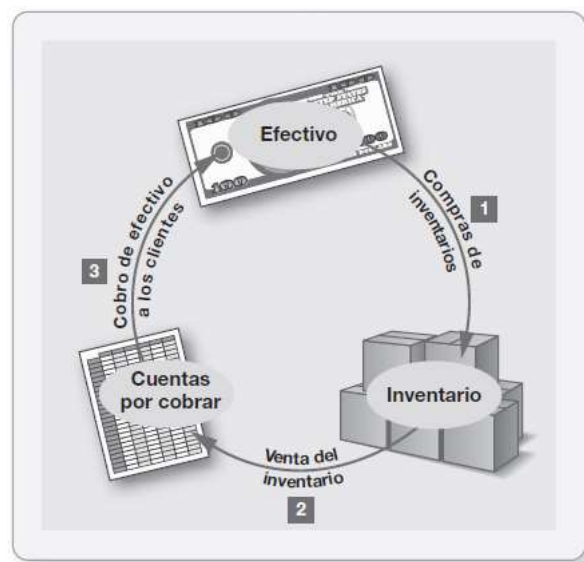 Efectivo
1
Compras de
inventarios
Inventario
Venta del
inventario
2
Cuentas
por cobrar
3
Cobro de efectivo
a los clientes
100